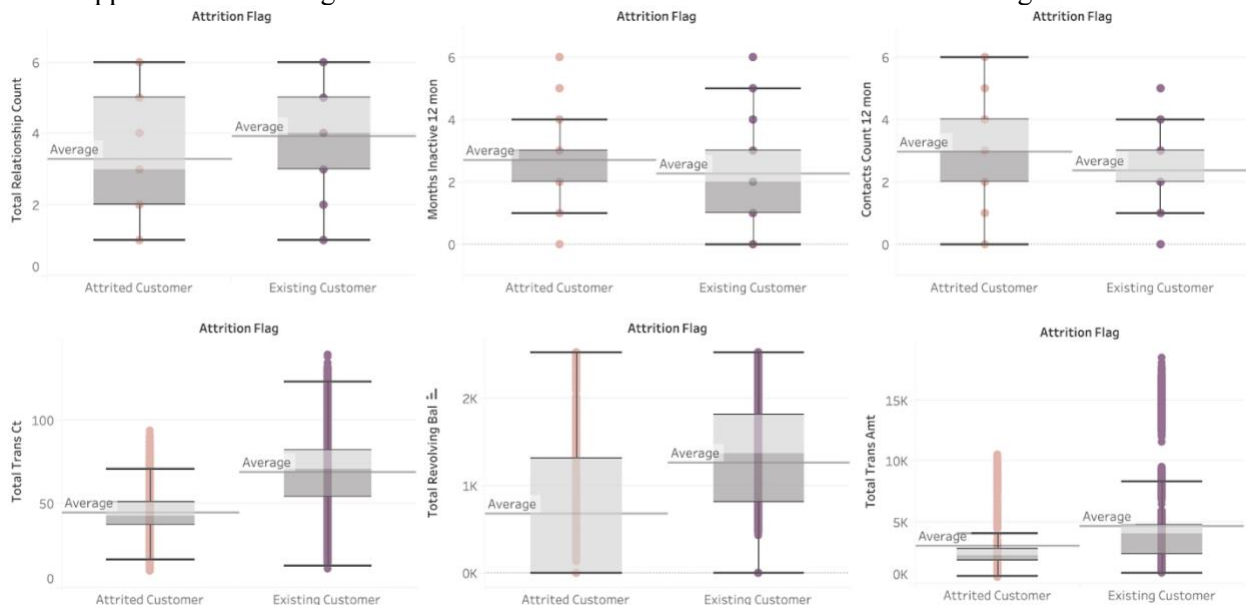 Attrition Flag
Total Relationship Count
6
4
2
0
Average
Average
Attrited Customer
Existing Customer
Attrition Flag
Months Inactive 12 mon
6
4
2
0
Average
Average
Attrited Customer
Existing Customer
Attrition Flag
Contacts Count 12 mon
6
4
2
0
Average
Average
Attrited Customer
Existing Customer
Attrition Flag
Total Trans Ct
100
50
0
Average
Average
Attrited Customer
Existing Customer
Attrition Flag
Total Revolving Bal
2K
1K
0K
Average
Average
Attrited Customer
Existing Customer
Attrition Flag
Total Trans Amt
15K
10K
5K
0K
Average
Average
Attrited Customer
Existing Customer